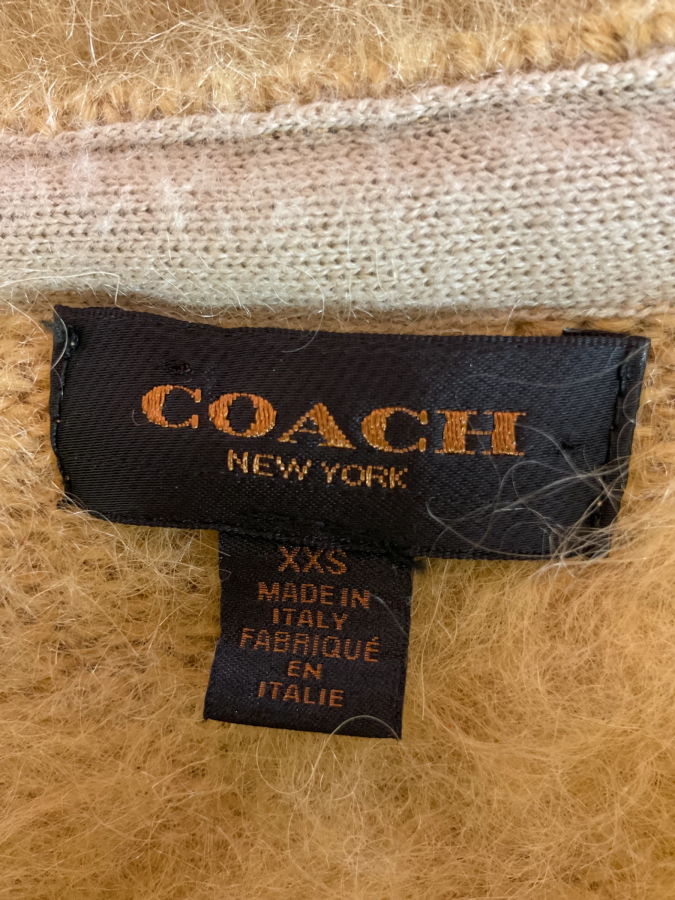 COACH
NEW YORK
XXS
MADE IN
ITALY
FABRIQUÉ
EN
ITALIE